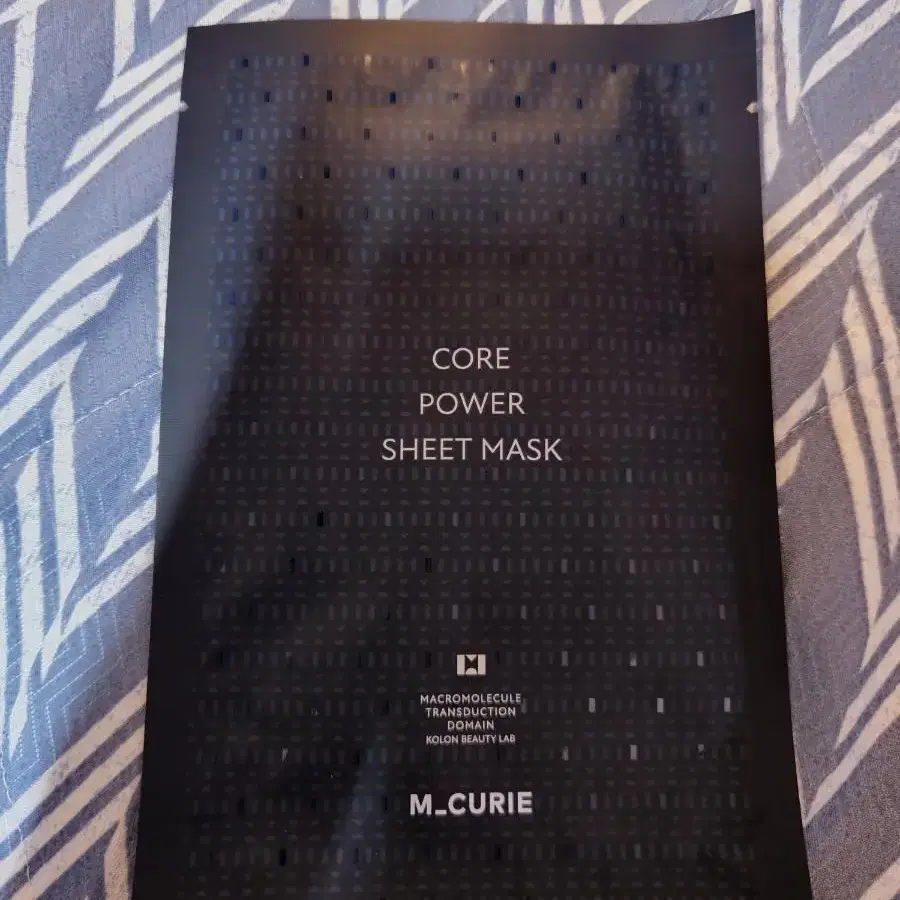 CORE
POWER
SHEET MASK
MACROMOLECULE
TRANSDUCTION
DOMAIN
KOLON BEAUTY LAB
M_CURIE